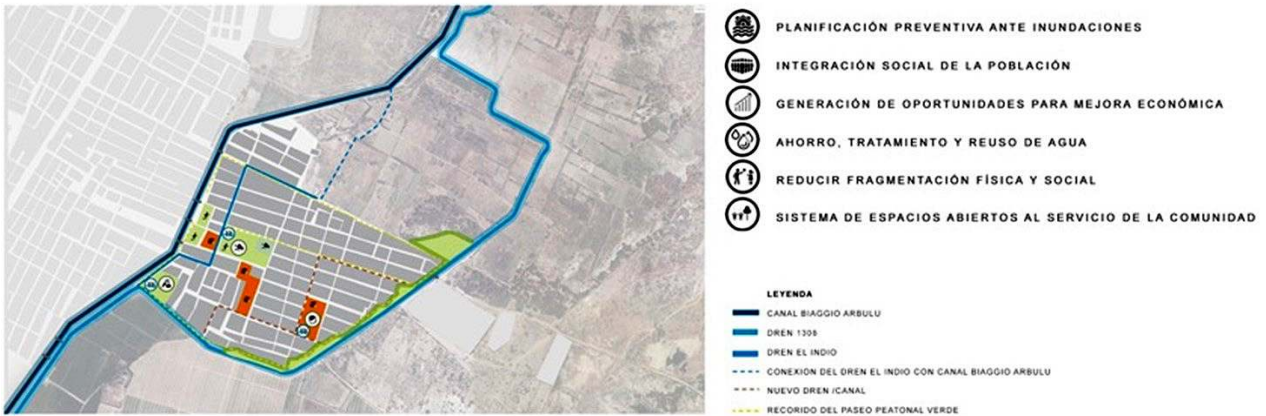 PLANIFICACIÓN PREVENTIVA ANTE INUNDACIONES
INTEGRACIÓN SOCIAL DE LA POBLACIÓN
GENERACIÓN DE OPORTUNIDADES PARA MEJORA ECONÓMICA
AHORRO, TRATAMIENTO Y REUSO DE AGUA
REDUCIR FRAGMENTACIÓN FÍSICA Y SOCIAL
SISTEMA DE ESPACIOS ABIERTOS AL SERVICIO DE LA COMUNIDAD
LEYENDA
CANAL BIAGGIO ARBULU
DREN 1308
DREN EL INDIO
CONEXION DEL DREN EL INDIO CON CANAL BIAGGIO ARBULU
NUEVO DREN /CANAL
RECORRIDO DEL PASEO PEATONAL VERDE